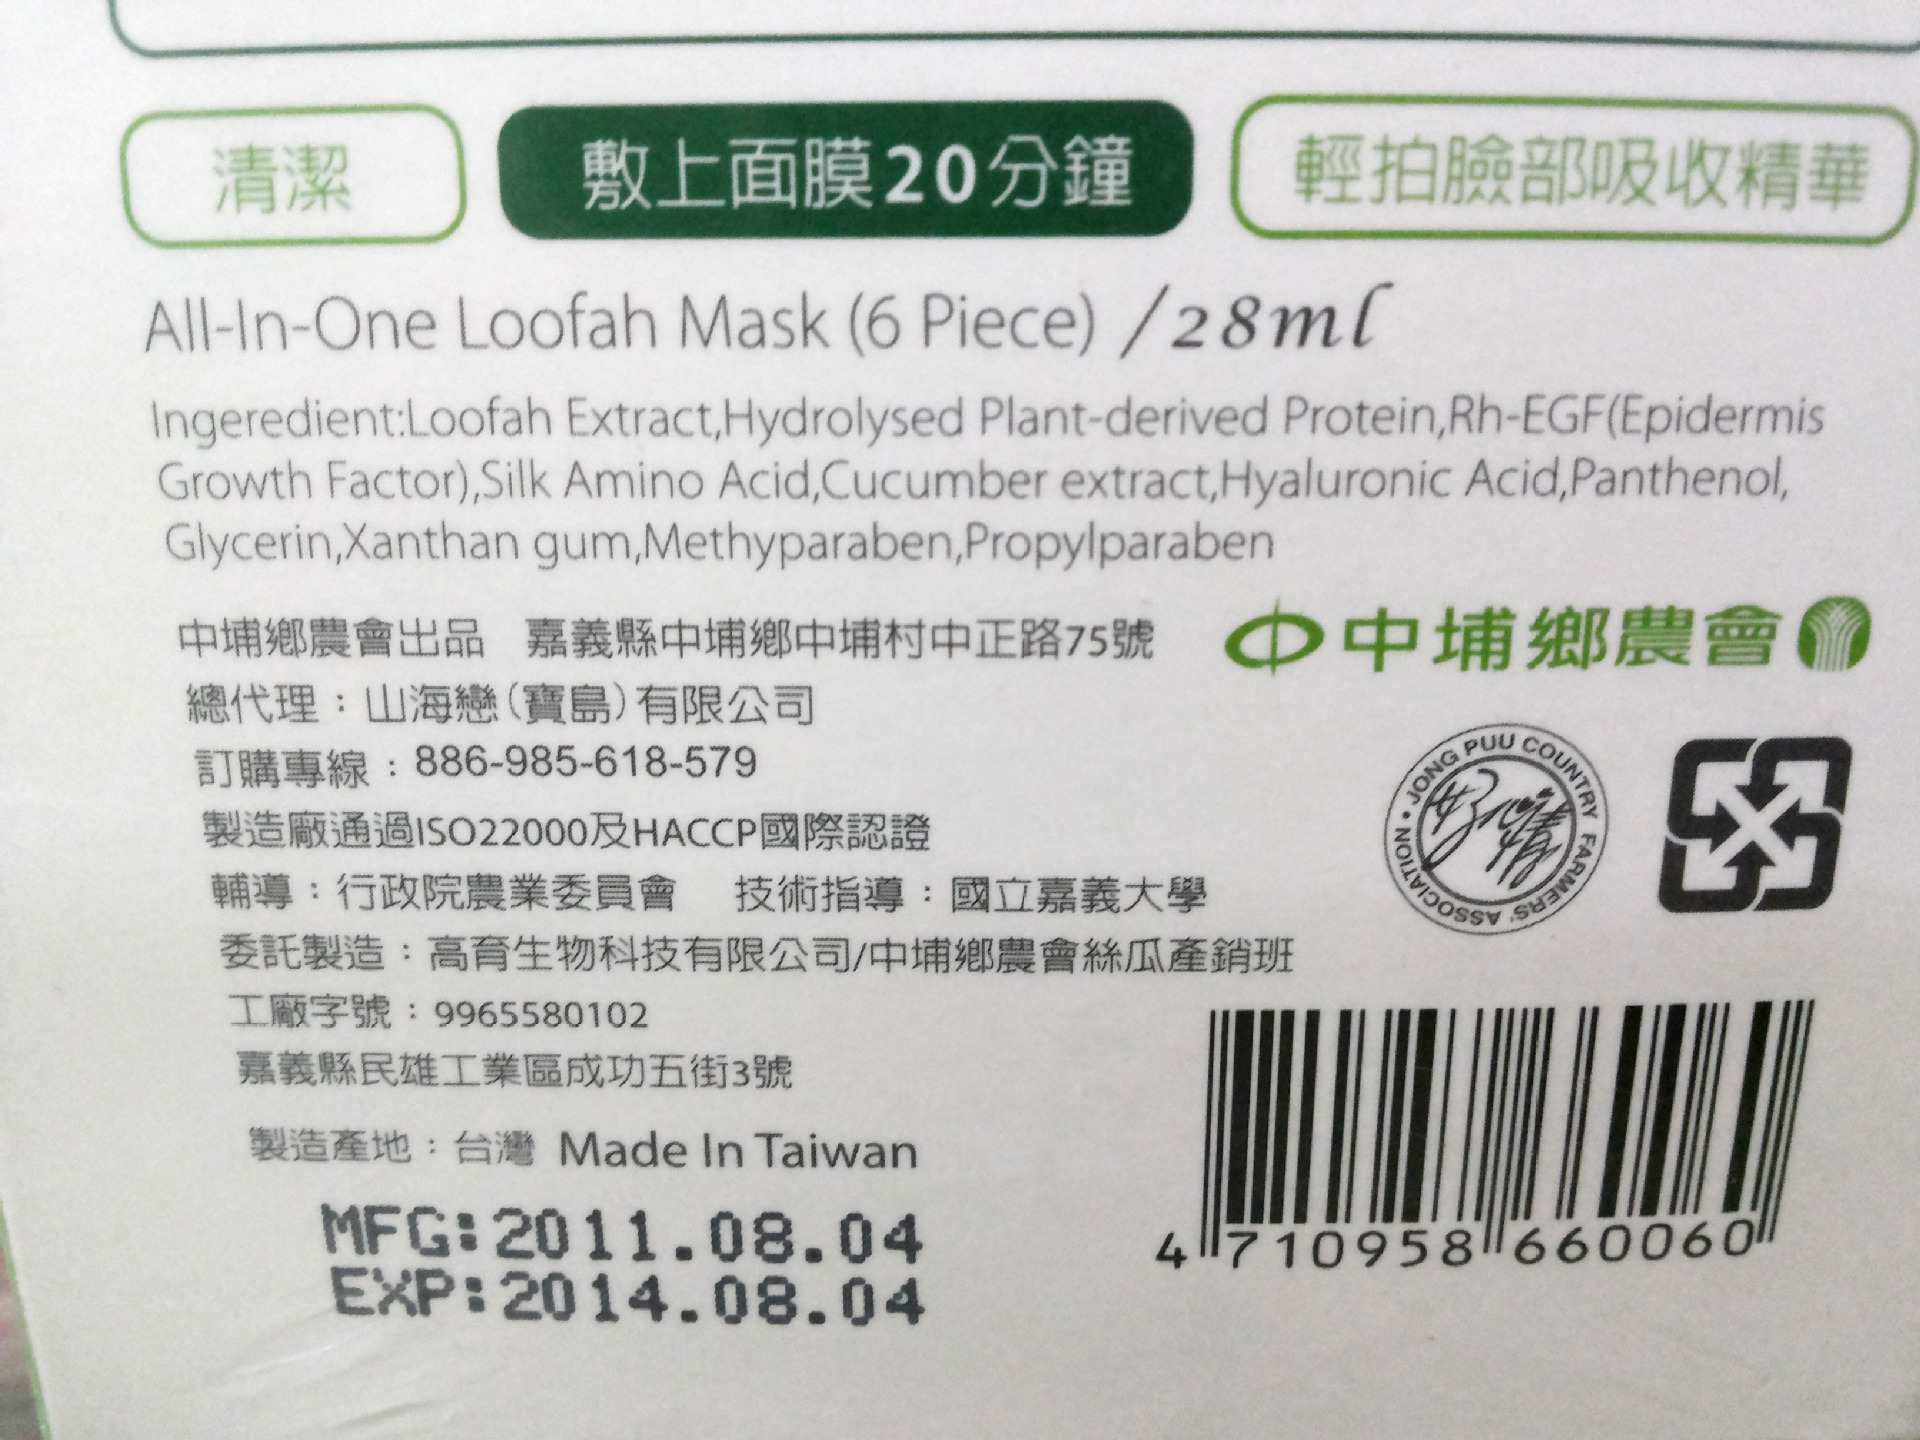 清潔
敷上面膜20分鐘
輕拍臉部吸收精華
All-In-One Loofah Mask (6 Piece) /28ml
Ingeredient:Loofah Extract,Hydrolysed Plant-derived Protein,Rh-EGF(Epidermis
Growth Factor),Silk Amino Acid,Cucumber extract,Hyaluronic Acid,Panthenol,
Glycerin,Xanthan gum,Methyparaben,Propylparaben
中埔鄉農會出品 嘉義縣中埔鄉中埔村中正路75號
中埔鄉農會
總代理：山海戀(寶島)有限公司
訂購專線：886-985-618-579
製造廠通過ISO22000及HACCP國際認證
輔導：行政院農業委員會 技術指導：國立嘉義大學
JONG PUU COUNTRY FARMERS' ASSOCIATION
委託製造：高育生物科技有限公司/中埔鄉農會絲瓜產銷班
工廠字號：9965580102
嘉義縣民雄工業區成功五街3號
製造產地：台灣 Made In Taiwan
MFG:2011.08.04
EXP:2014.08.04
4 710958 660060